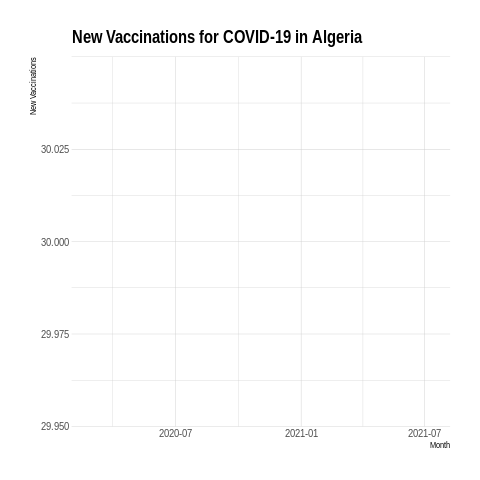 New Vaccinations for COVID-19 in Algeria
New Vaccinations
30.025
30.000
29.975
29.950
2020-07 2021-01 2021-07
Month